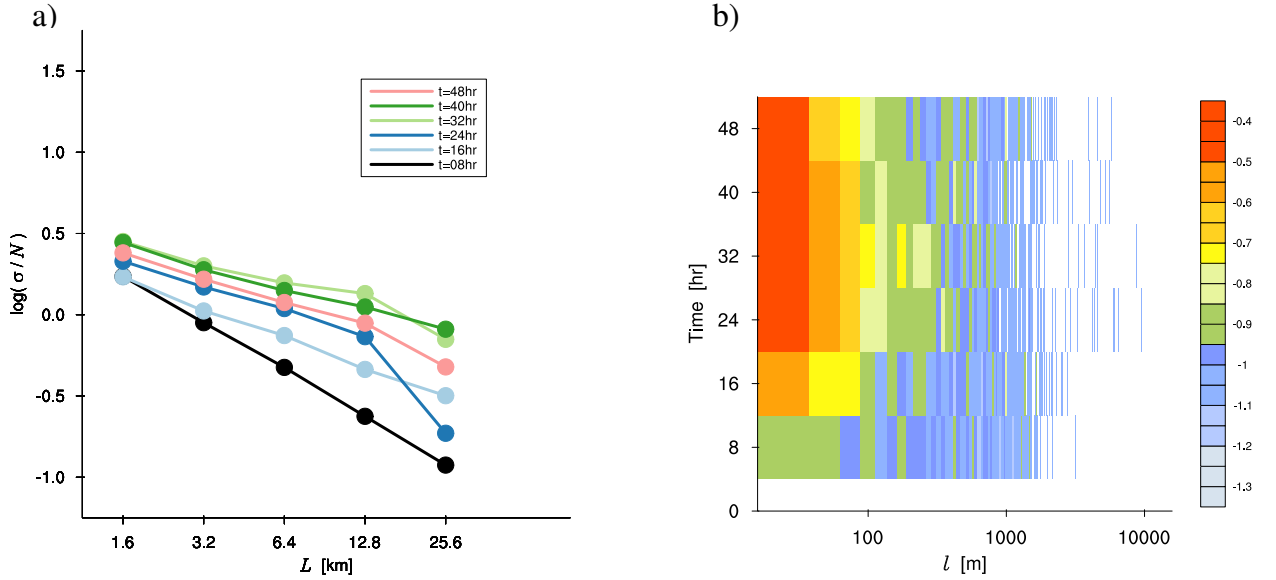 a)
1.5
1.0
0.5
0.0
-0.5
-1.0
log( σ / N )
t=48hr
t=40hr
t=32hr
t=24hr
t=16hr
t=08hr
1.6 3.2 6.4 12.8 25.6
L [km]
b)
48
40
32
24
16
8
0
Time [hr]
100 1000 10000
l [m]
-0.4
-0.5
-0.6
-0.7
-0.8
-0.9
-1
-1.1
-1.2
-1.3